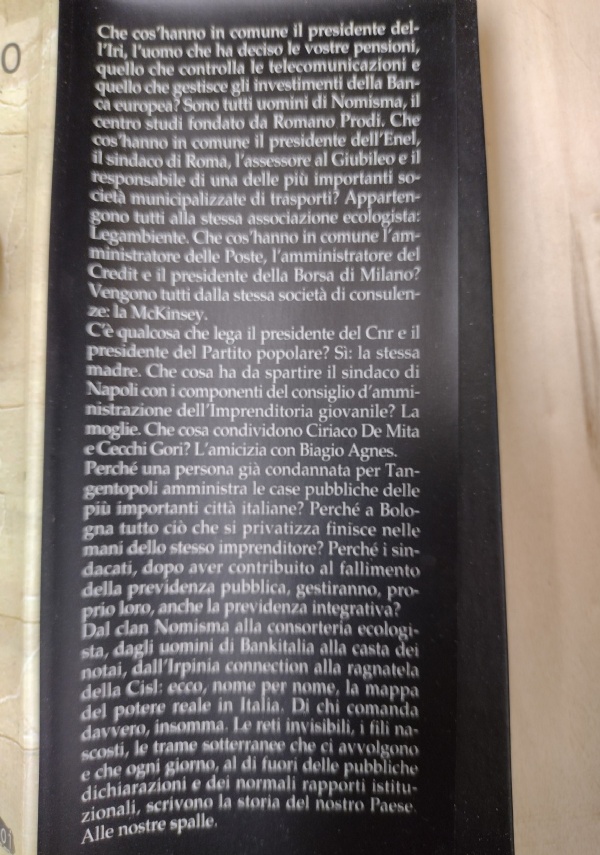 O
Che cos'hanno in comune il presidente del-
l'Iri, l'uomo che ha deciso le vostre pensioni,
quello che controlla le telecomunicazioni e
quello che gestisce gli investimenti della Ban-
ca europea? Sono tutti uomini di Nomisma, il
centro studi fondato da Romano Prodi. Che
cos'hanno in comune il presidente dell'Enel,
il sindaco di Roma, l'assessore al Giubileo e il
responsabile di una delle più importanti so-
cietà municipalizzate di trasporti? Apparten-
gono tutti alla stessa associazione ecologista:
Legambiente. Che cos'hanno in comune l'am-
ministratore delle Poste, l'amministratore del
Credit e il presidente della Borsa di Milano?
Vengono tutti dalla stessa società di consulen-
ze: la McKinsey.
C'è qualcosa che lega il presidente del Cnr e il
presidente del Partito popolare? Sì: la stessa
madre. Che cosa ha da spartire il sindaco di
Napoli con i componenti del consiglio d'ammi-
nistrazione dell'Imprenditoria giovanile? La
moglie. Che cosa condividono Ciriaco De Mita
e Cecchi Gori? L'amicizia con Biagio Agnes.
Perché una persona già condannata per Tan-
gentopoli amministra le case pubbliche delle
più importanti città italiane? Perché a Bolo-
gna tutto ciò che si privatizza finisce nelle
mani dello stesso imprenditore? Perché i sin-
dacati, dopo aver contribuito al fallimento
della previdenza pubblica, gestiranno, pro-
prio loro, anche la previdenza integrativa?
Dal clan Nomisma alla consorteria ecologi-
sta, dagli uomini di Bankitalia alla casta dei
notai, dall'Irpinia connection alla ragnatela
della Cisl: ecco, nome per nome, la mappa
del potere reale in Italia. Di chi comanda
davvero, insomma. Le reti invisibili, i fili na-
scosti, le trame sotterranee che ci avvolgono
e che ogni giorno, al di fuori delle pubbliche
dichiarazioni e dei normali rapporti istitu-
zionali, scrivono la storia del nostro Paese.
Alle nostre spalle.